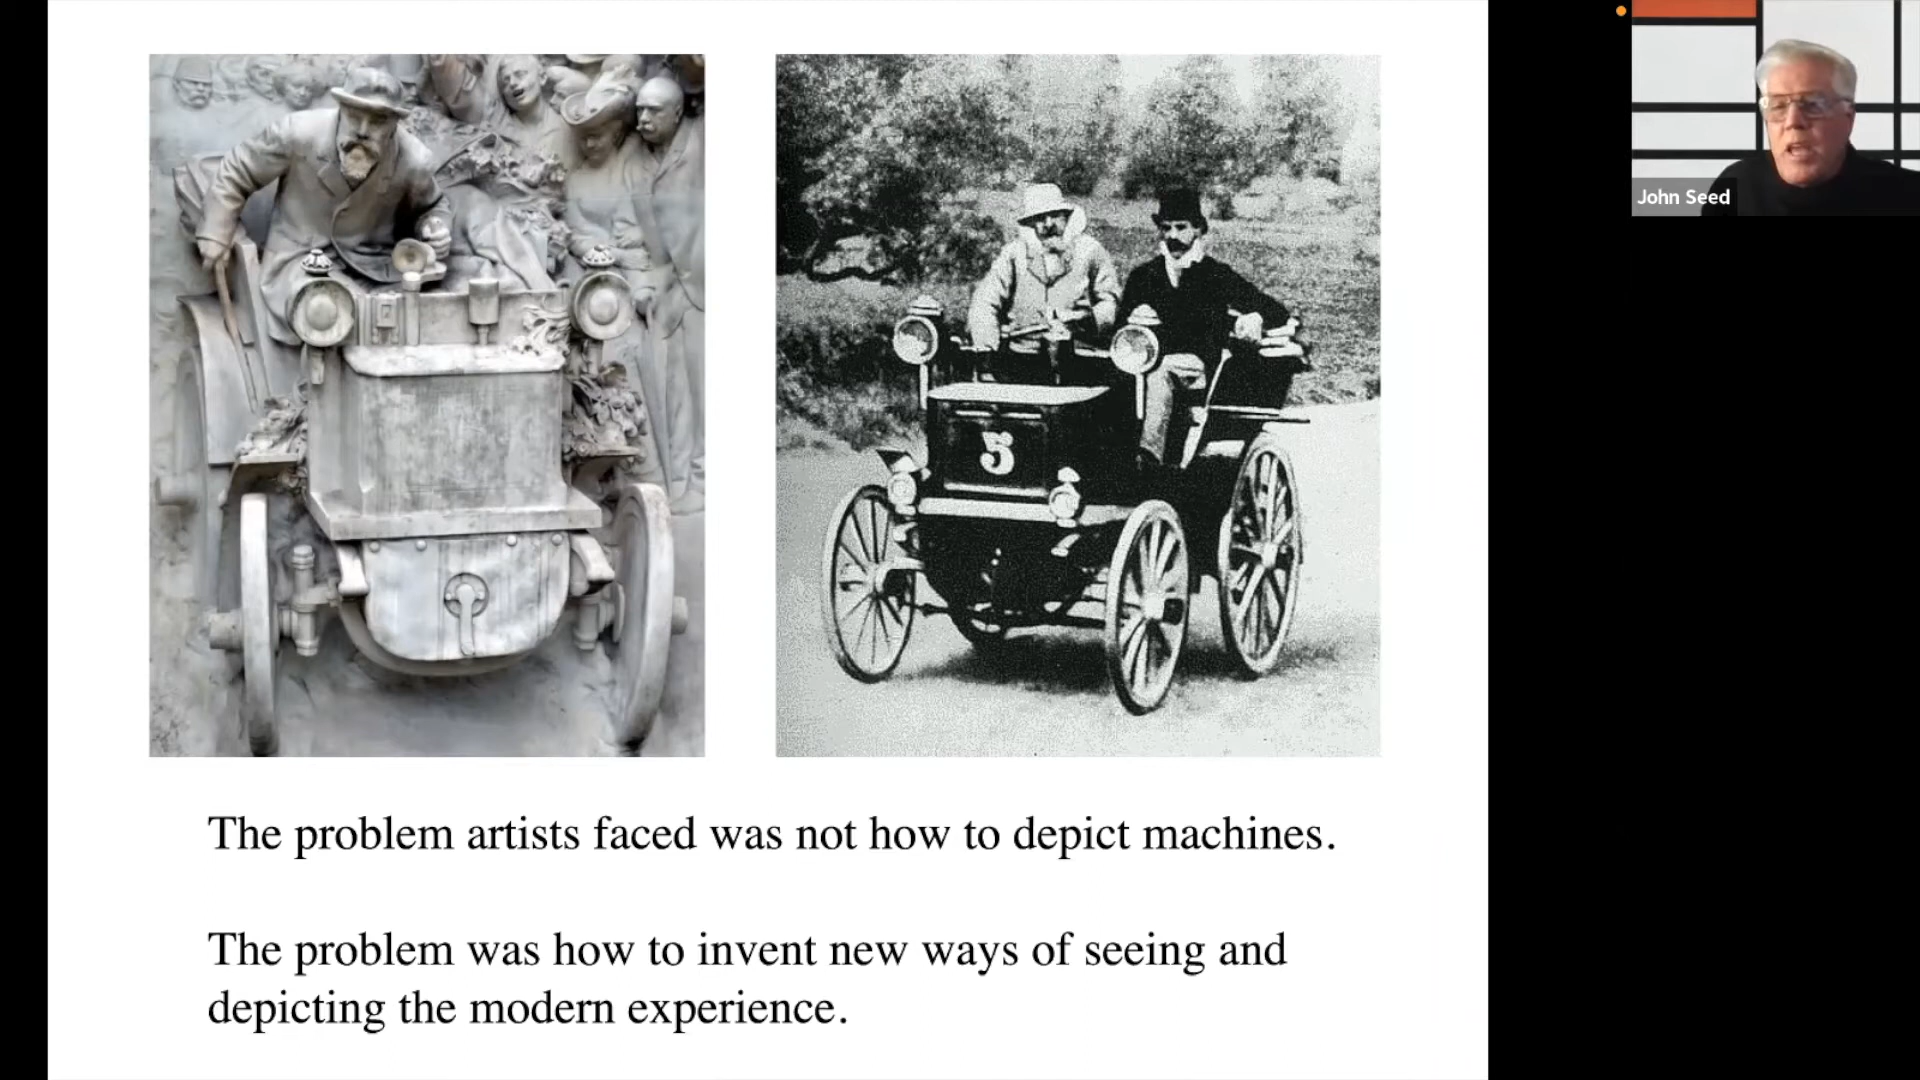 John Seed
5
The problem artists faced was not how to depict machines.
The problem was how to invent new ways of seeing and
depicting the modern experience.